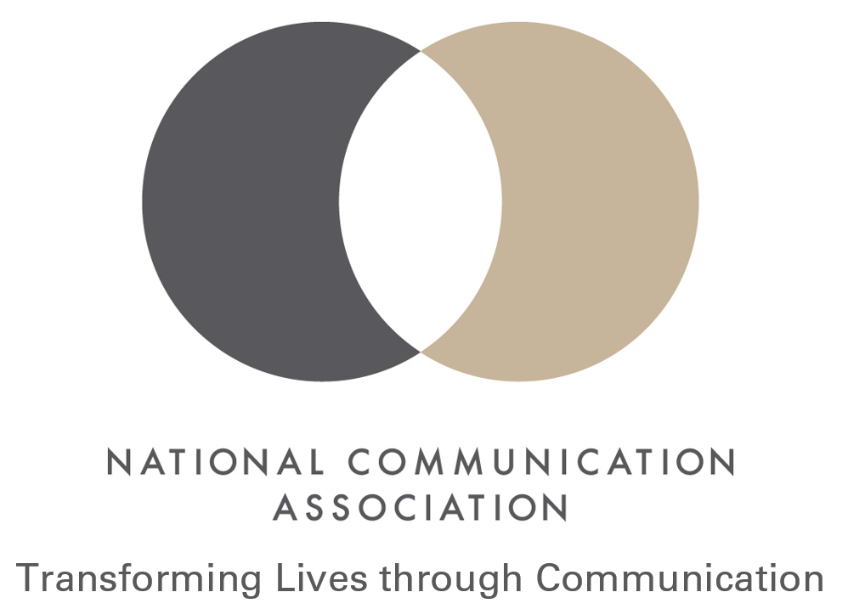 NATIONAL COMMUNICATION
ASSOCIATION
Transforming Lives through Communication